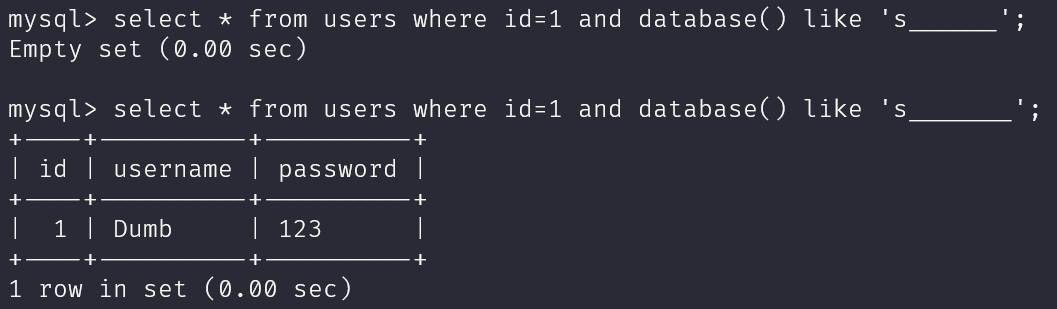 mysql> select * from users where id=1 and database() like 's______';
Empty set (0.00 sec)
mysql> select * from users where id=1 and database() like 's_______';
+----+----------+----------+
| id | username | password |
+----+----------+----------+
|  1 | Dumb     | 123      |
+----+----------+----------+
1 row in set (0.00 sec)